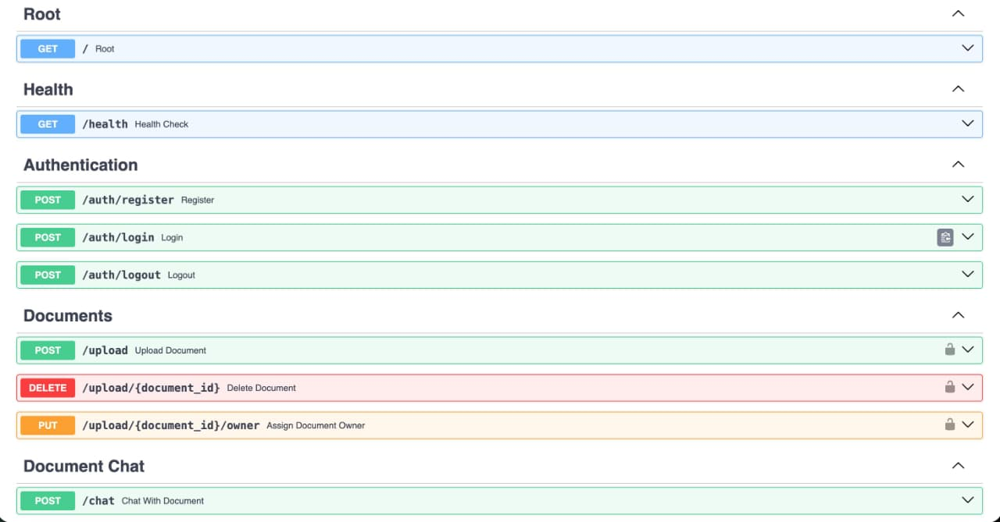 Root
GET / Root
Health
GET /health Health Check
Authentication
POST /auth/register Register
POST /auth/login Login
POST /auth/logout Logout
Documents
POST /upload Upload Document
DELETE /upload/{document_id} Delete Document
PUT /upload/{document_id}/owner Assign Document Owner
Document Chat
POST /chat Chat With Document